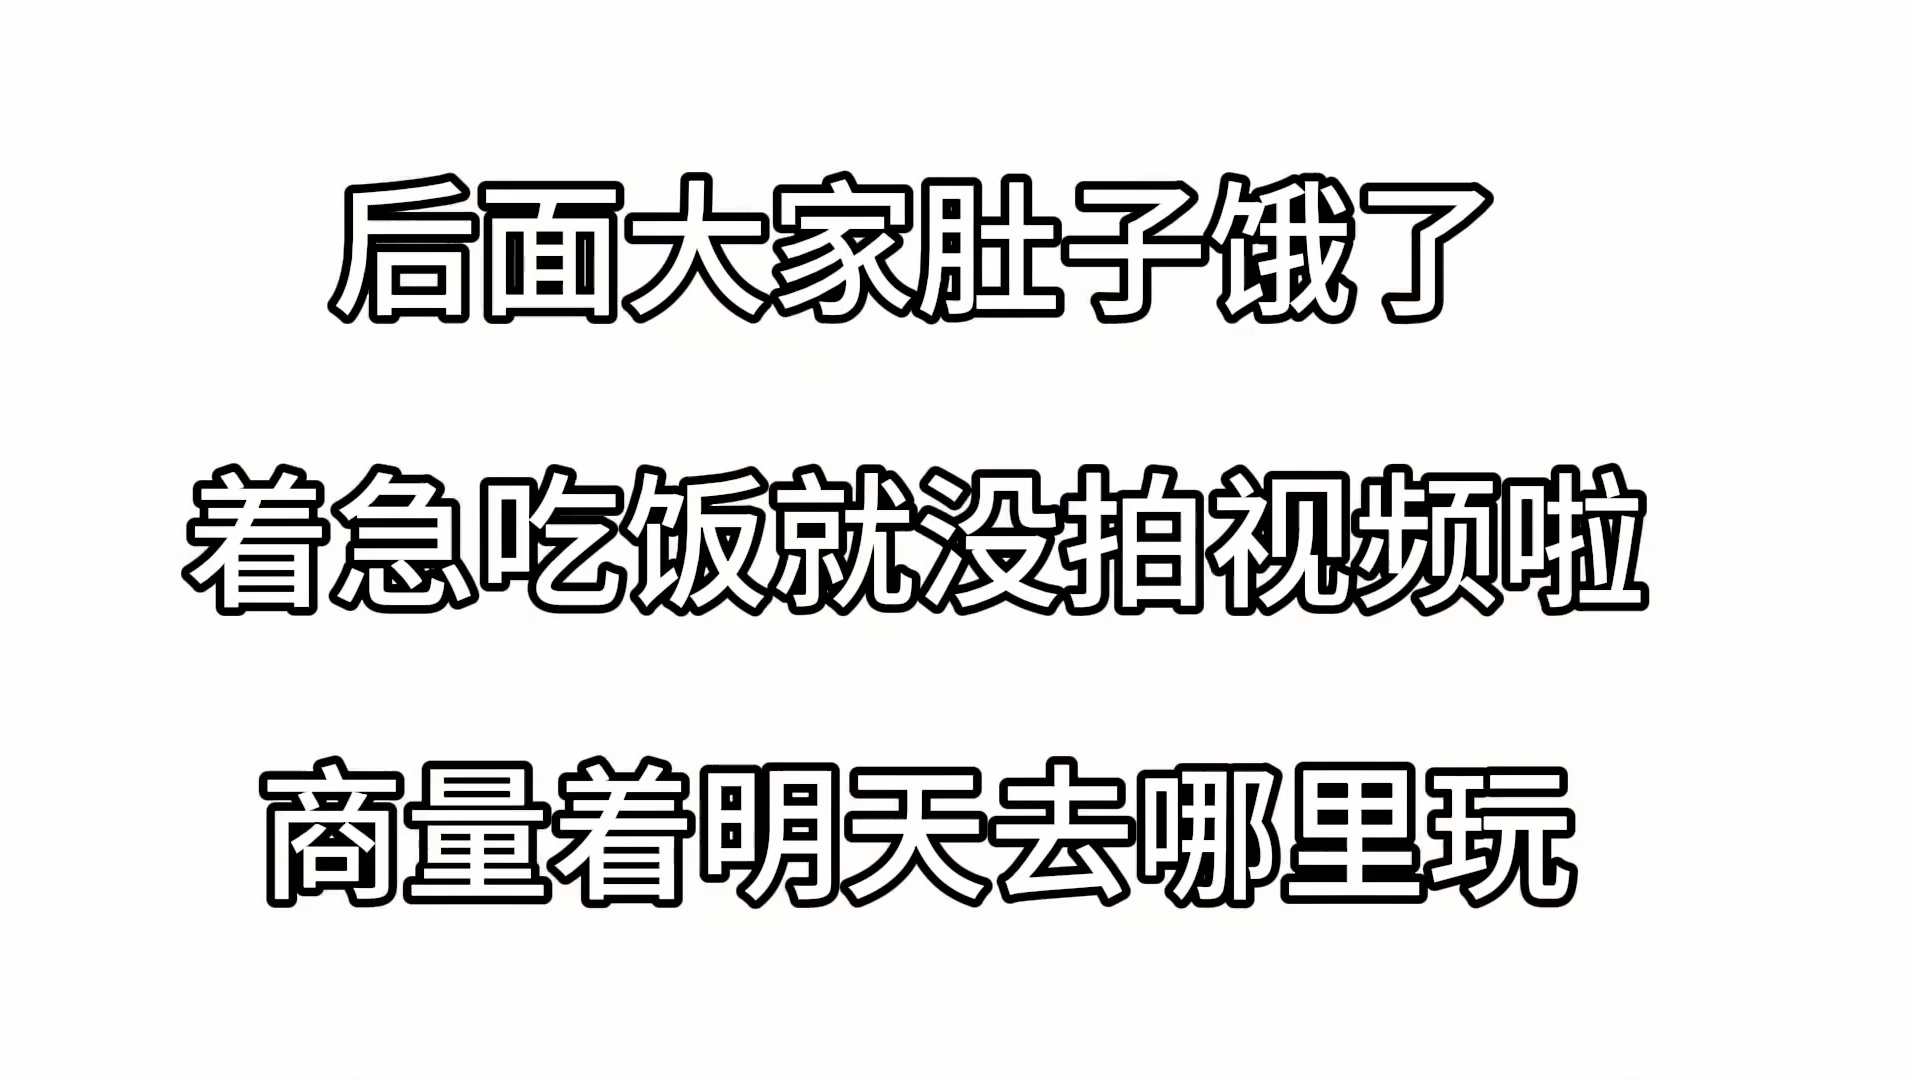 后面大家肚子饿了
着急吃饭就没拍视频啦
商量着明天去哪里玩